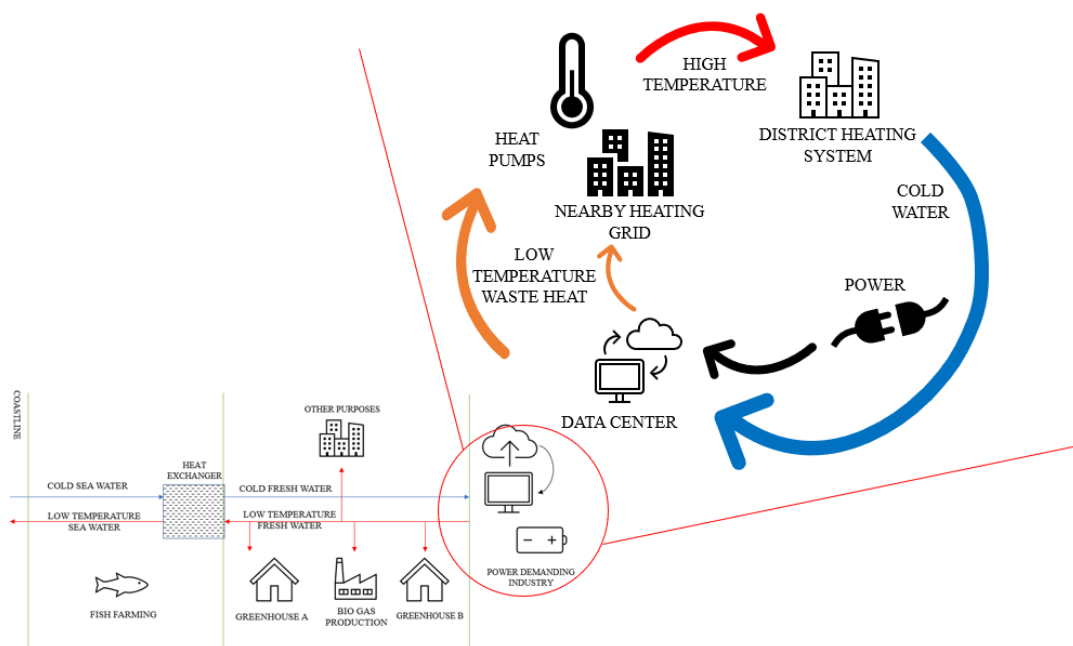 HIGH
TEMPERATURE
HEAT
PUMPS
DISTRICT HEATING
SYSTEM
NEARBY HEATING
GRID
COLD
WATER
LOW
TEMPERATURE
WASTE HEAT
POWER
DATA CENTER
COASTLINE
OTHER PURPOSES
HEAT
EXCHANGER
COLD SEA WATER
COLD FRESH WATER
LOW TEMPERATURE
SEA WATER
LOW TEMPERATURE
FRESH WATER
POWER DEMANDING
INDUSTRY
FISH FARMING
GREENHOUSE A
BIO GAS
PRODUCTION
GREENHOUSE B